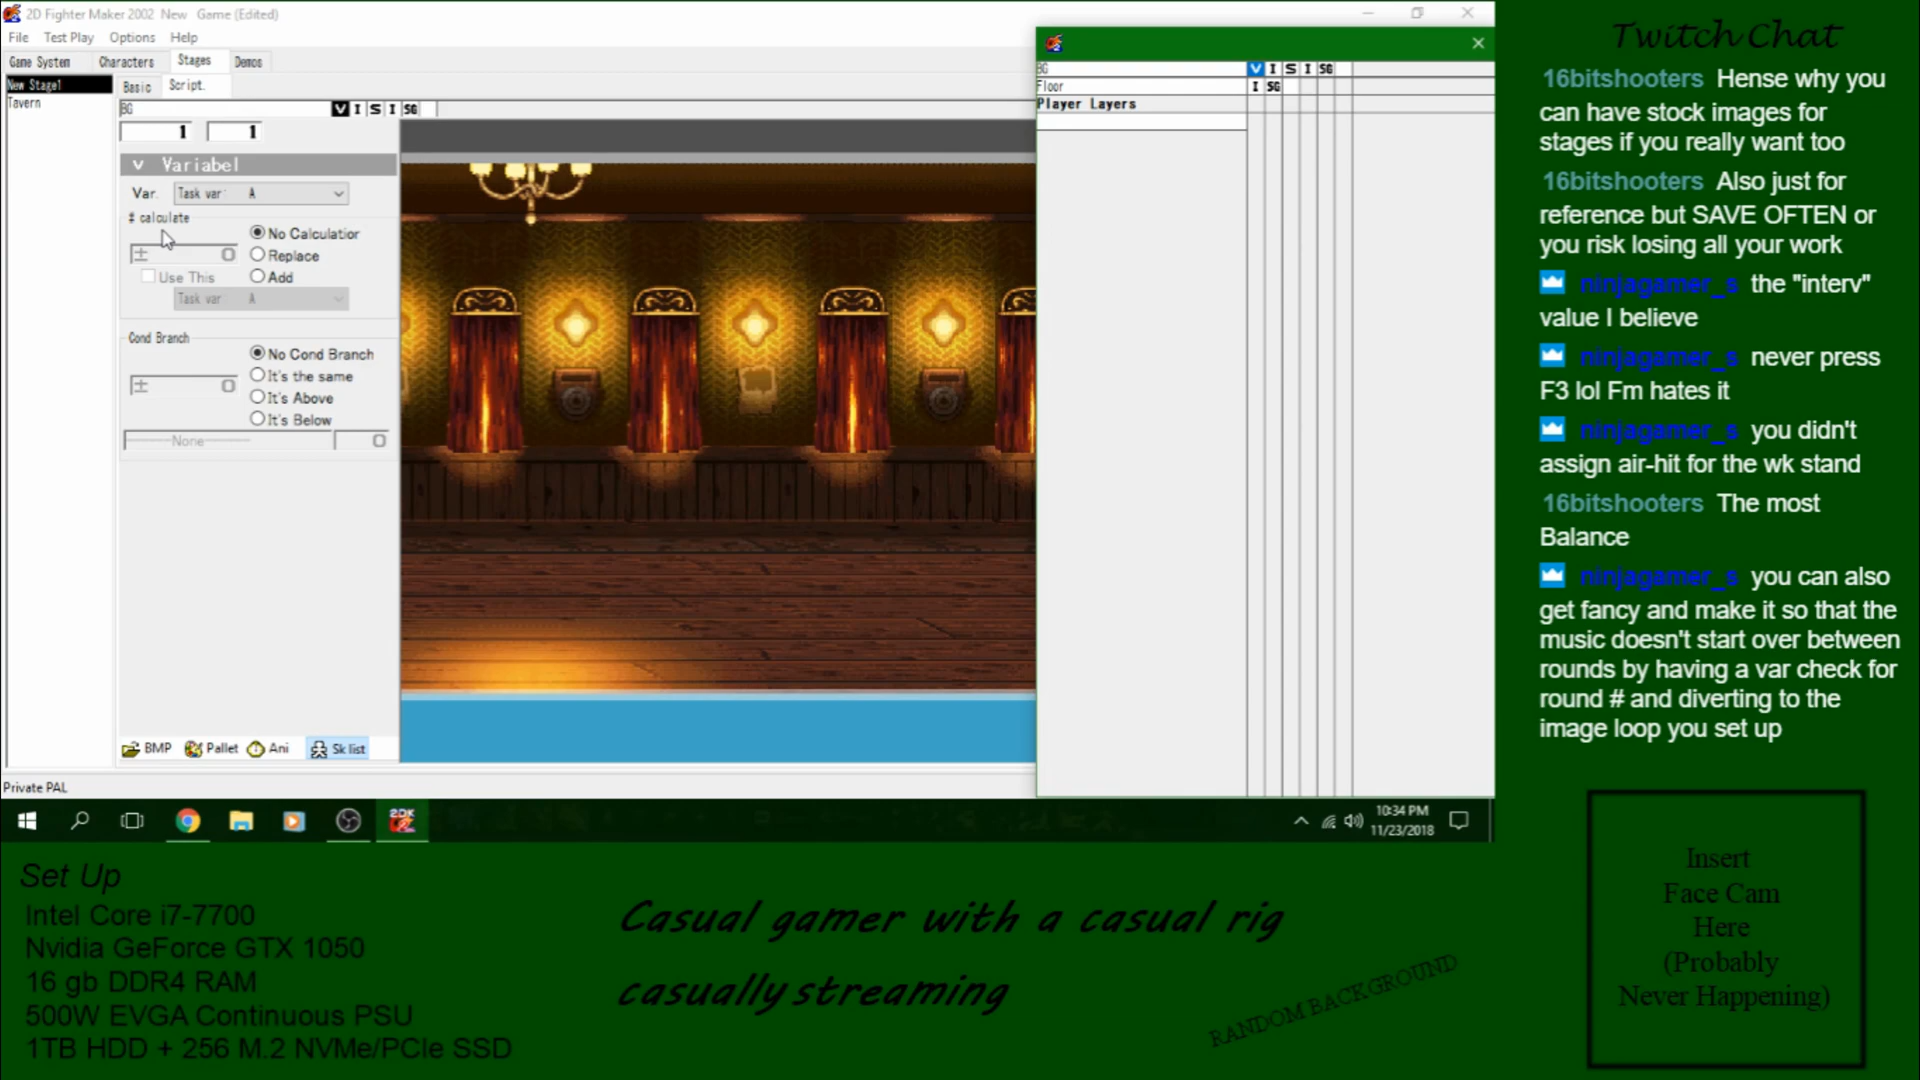 2D Fighter Maker 2002 New Game (Edited)
File Test Play Options Help
Game System Characters Stages Demos
New Stage1
Tavern
Basic Script.
BG V I S I SG
1 1
V Variabel
Var. Task var: A
# calculate
No Calculatior
± 0
Replace
Use This
Add
Task var A
Cond Branch
No Cond Branch
± 0
It's the same
It's Above
It's Below
None 0
BMP Pallet Ani Sk list
Private PAL
BG V I S I SG
Floor I SG
Player Layers
10:34 PM
11/23/2018
Twitch Chat
16bitshooters Hense why you
can have stock images for
stages if you really want too
16bitshooters Also just for
reference but SAVE OFTEN or
you risk losing all your work
ninjagamer_s the "interv"
value I believe
ninjagamer_s never press
F3 lol Fm hates it
ninjagamer_s you didn't
assign air-hit for the wk stand
16bitshooters The most
Balance
ninjagamer_s you can also
get fancy and make it so that the
music doesn't start over between
rounds by having a var check for
round # and diverting to the
image loop you set up
Set Up
Intel Core i7-7700
Nvidia GeForce GTX 1050
16 gb DDR4 RAM
500W EVGA Continuous PSU
1TB HDD + 256 M.2 NVMe/PCIe SSD
Casual gamer with a casual rig
casually streaming
RANDOM BACKGROUND
Insert
Face Cam
Here
(Probably
Never Happening)